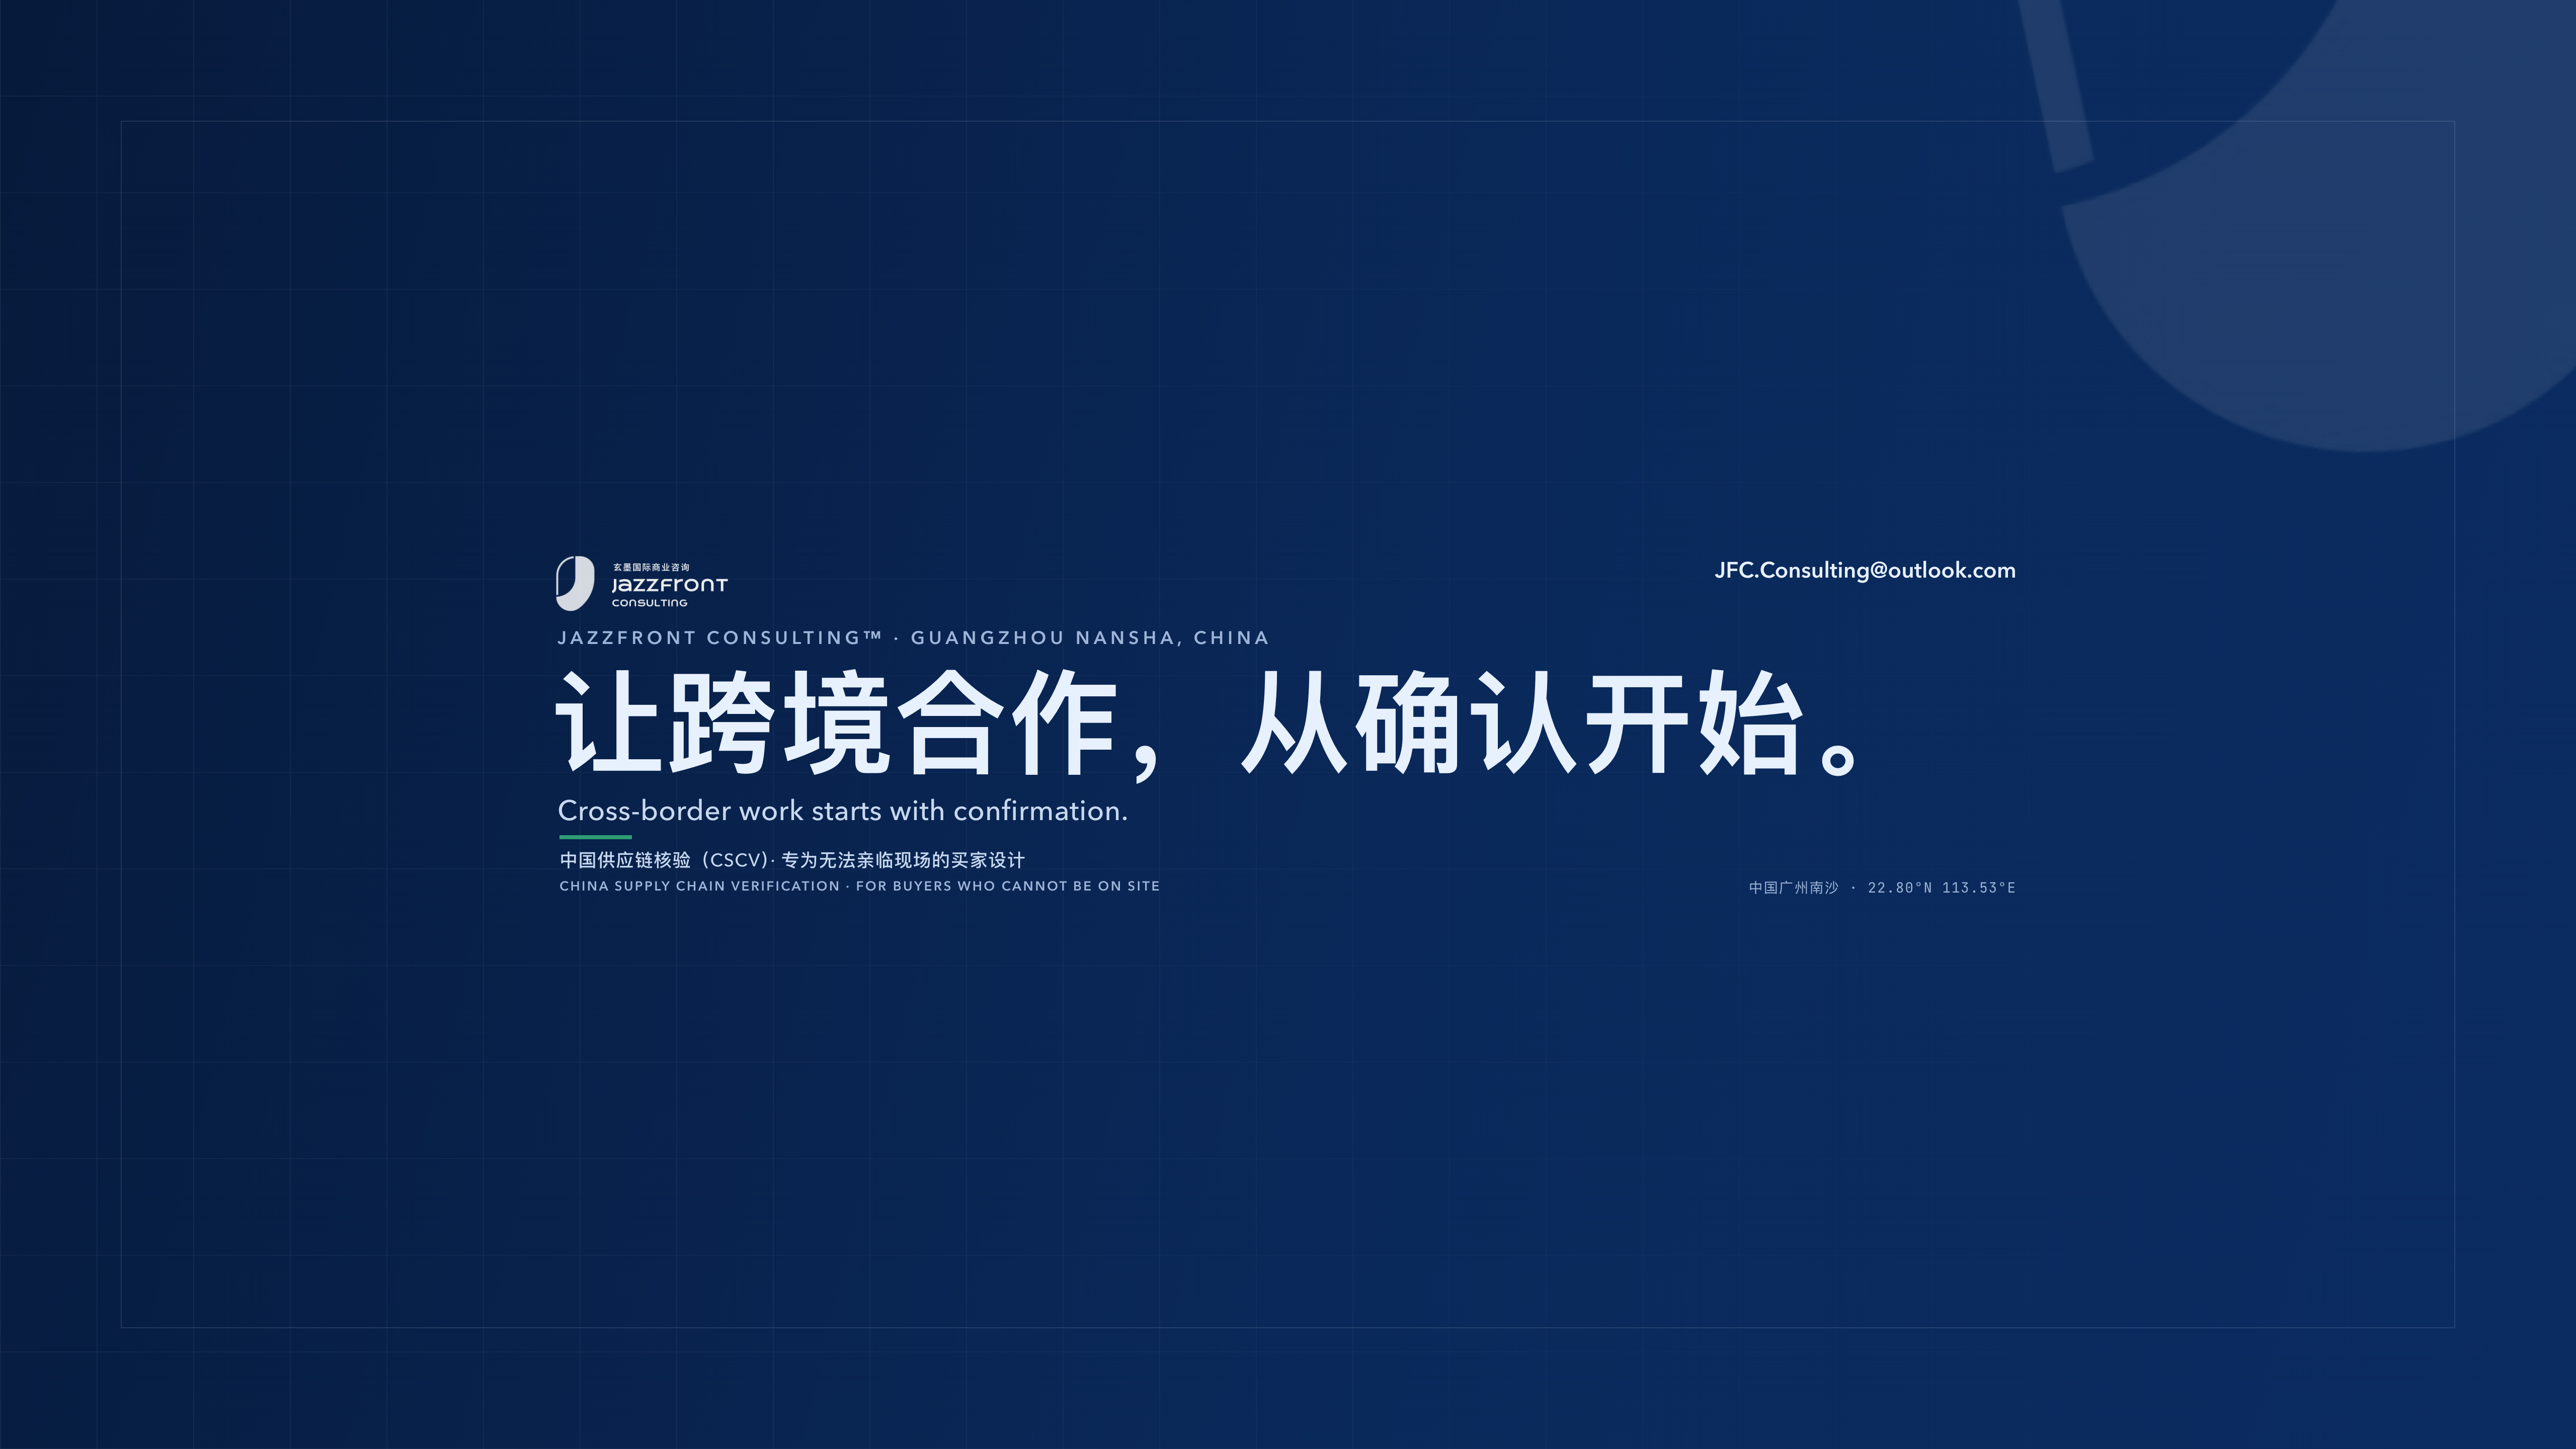 玄墨国际商业咨询
Jazzfront
CONSULTING
JFC.Consulting@outlook.com
JAZZFRONT CONSULTING™ · GUANGZHOU NANSHA, CHINA
让跨境合作，从确认开始。
Cross-border work starts with confirmation.
中国供应链核验（CSCV）· 专为无法亲临现场的买家设计
CHINA SUPPLY CHAIN VERIFICATION · FOR BUYERS WHO CANNOT BE ON SITE
中国广州南沙 · 22.80°N 113.53°E